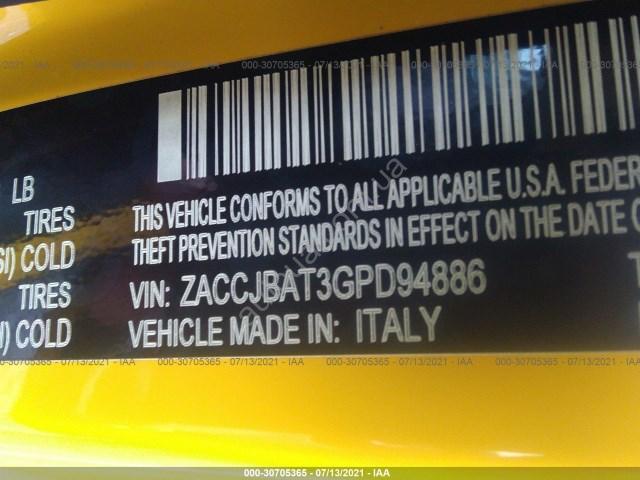 000-30705365 - 07/13/2021 - IAA
LB
TIRES
SI) COLD
TIRES
I) COLD
THIS VEHICLE CONFORMS TO ALL APPLICABLE U.S.A. FEDER
THEFT PREVENTION STANDARDS IN EFFECT ON THE DATE O
VIN: ZACCJBAT3GPD94886
VEHICLE MADE IN: ITALY
000-30705365 - 07/13/2021 - IAA
000-30705365 - 07/13/2021 - IAA